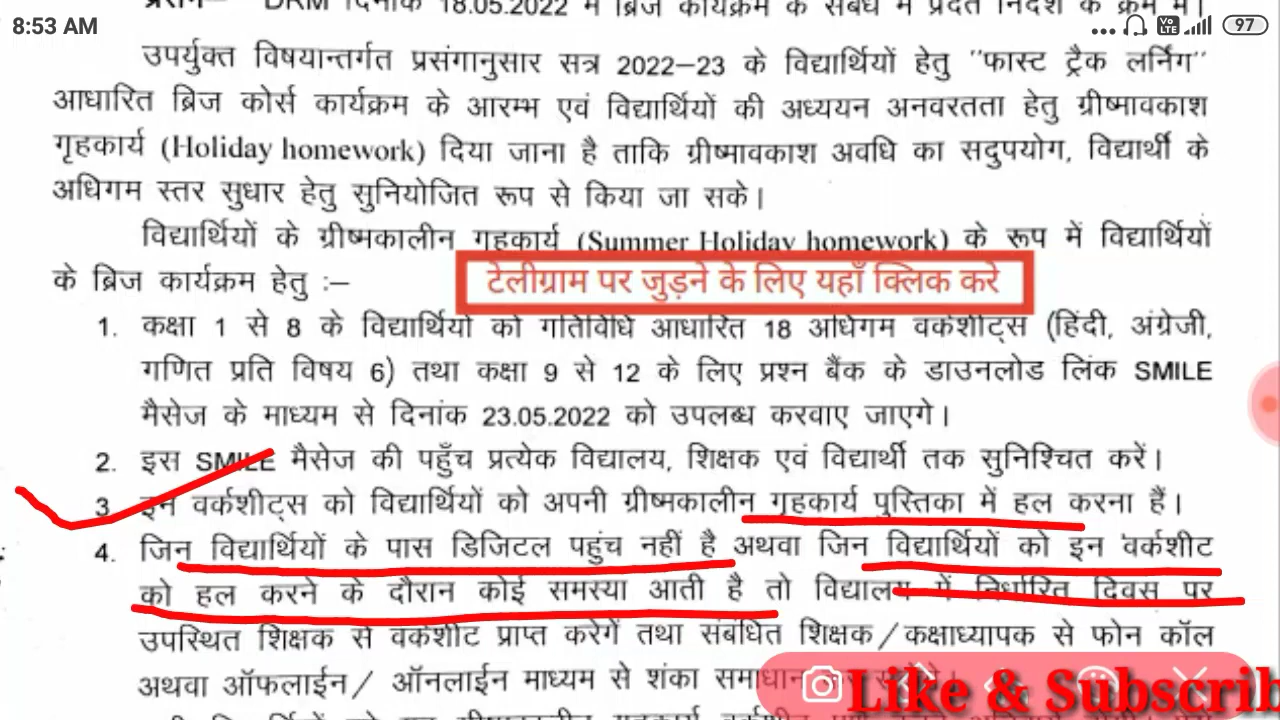 8:53 AM
97
DRM दिनांक 18.05.2022 में ब्रिज कार्यक्रम के संबंध में प्रदत निर्देश के क्रम में।
उपर्युक्त विषयान्तर्गत प्रसंगानुसार सत्र 2022–23 के विद्यार्थियों हेतु "फास्ट ट्रैक लर्निंग"
आधारित ब्रिज कोर्स कार्यक्रम के आरम्भ एवं विद्यार्थियों की अध्ययन अनवरतता हेतु ग्रीष्मावकाश
गृहकार्य (Holiday homework) दिया जाना है ताकि ग्रीष्मावकाश अवधि का सदुपयोग, विद्यार्थी के
अधिगम स्तर सुधार हेतु सुनियोजित रूप से किया जा सके।
विद्यार्थियों के ग्रीष्मकालीन गृहकार्य (Summer Holiday homework) के रूप में विद्यार्थियों
के ब्रिज कार्यक्रम हेतु :–
टेलीग्राम पर जुड़ने के लिए यहाँ क्लिक करे
1. कक्षा 1 से 8 के विद्यार्थियों को गतिविधि आधारित 18 अधिगम वर्कशीट्स (हिंदी, अंग्रेजी,
गणित प्रति विषय 6) तथा कक्षा 9 से 12 के लिए प्रश्न बैंक के डाउनलोड लिंक SMILE
मैसेज के माध्यम से दिनांक 23.05.2022 को उपलब्ध करवाए जाएगे।
2. इस SMILE मैसेज की पहुँच प्रत्येक विद्यालय, शिक्षक एवं विद्यार्थी तक सुनिश्चित करें।
3. इन वर्कशीट्स को विद्यार्थियों को अपनी ग्रीष्मकालीन गृहकार्य पुस्तिका में हल करना हैं।
4. जिन विद्यार्थियों के पास डिजिटल पहुंच नहीं है अथवा जिन विद्यार्थियों को इन वर्कशीट
को हल करने के दौरान कोई समस्या आती है तो विद्यालय में निर्धारित दिवस पर
उपस्थित शिक्षक से वर्कशीट प्राप्त करेगें तथा संबंधित शिक्षक/कक्षाध्यापक से फोन कॉल
अथवा ऑफलाईन/ ऑनलाईन माध्यम से शंका समाधान
Like & Subscrib